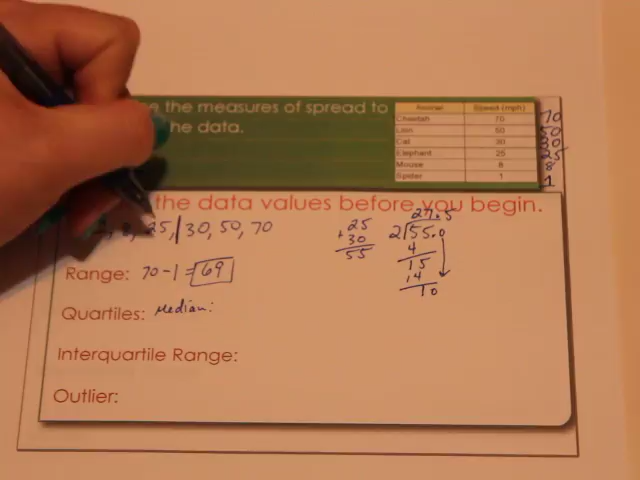 the measures of spread to
he data.
Animal Speed (mph)
Cheetah 70 70
Lion 50 50
Cat 30 30
Elephant 25 25
Mouse 8 8
Spider 1 1
the data values before you begin.
25, | 30, 50, 70
25
+ 30
55
27.5
2 55.0
4
15
14
10
Range: 70-1 = 69
Quartiles: Median:
Interquartile Range:
Outlier: